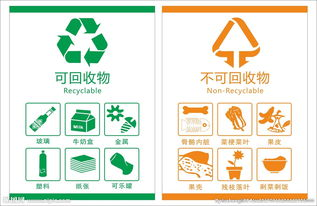 可回收物
Recyclable
玻璃
牛奶盒
金属
塑料
纸张
可乐罐
不可回收物
Non-Recyclable
骨骼内脏
菜梗菜叶
果皮
果壳
残枝落叶
剩菜剩饭